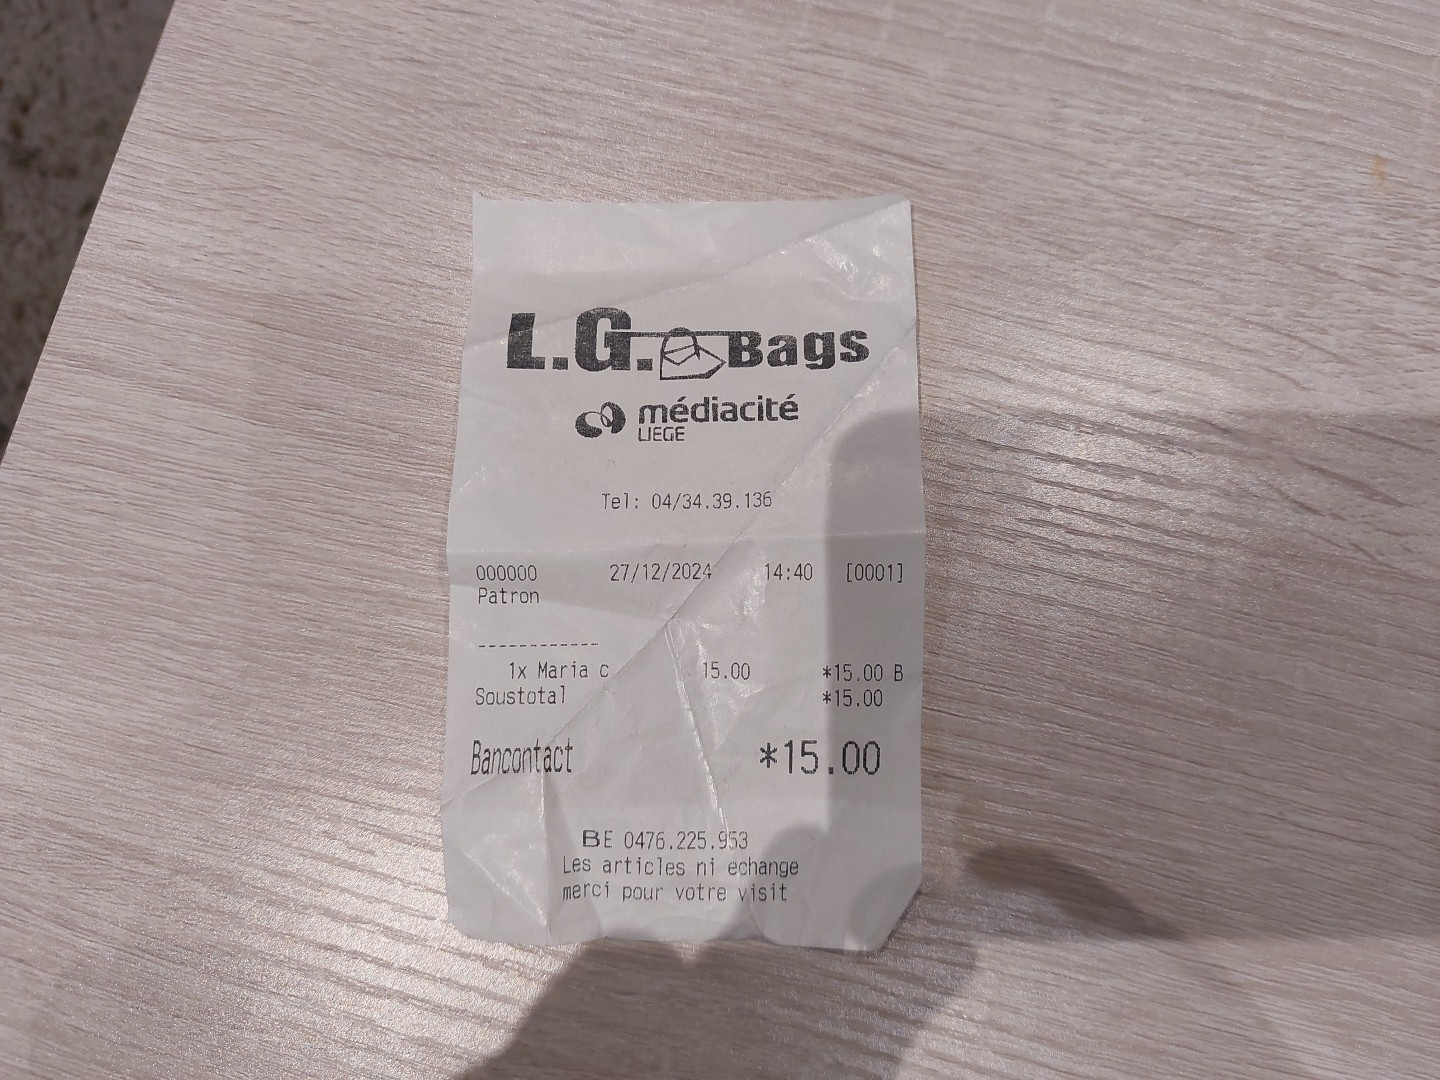 L.G. Bags
médiacité
LIEGE
Tel: 04/34.39.136
000000 27/12/2024 14:40 [0001]
Patron
------------
1x Maria c 15.00 *15.00 B
Soustotal *15.00
Bancontact *15.00
BE 0476.225.953
Les articles ni echange
merci pour votre visit